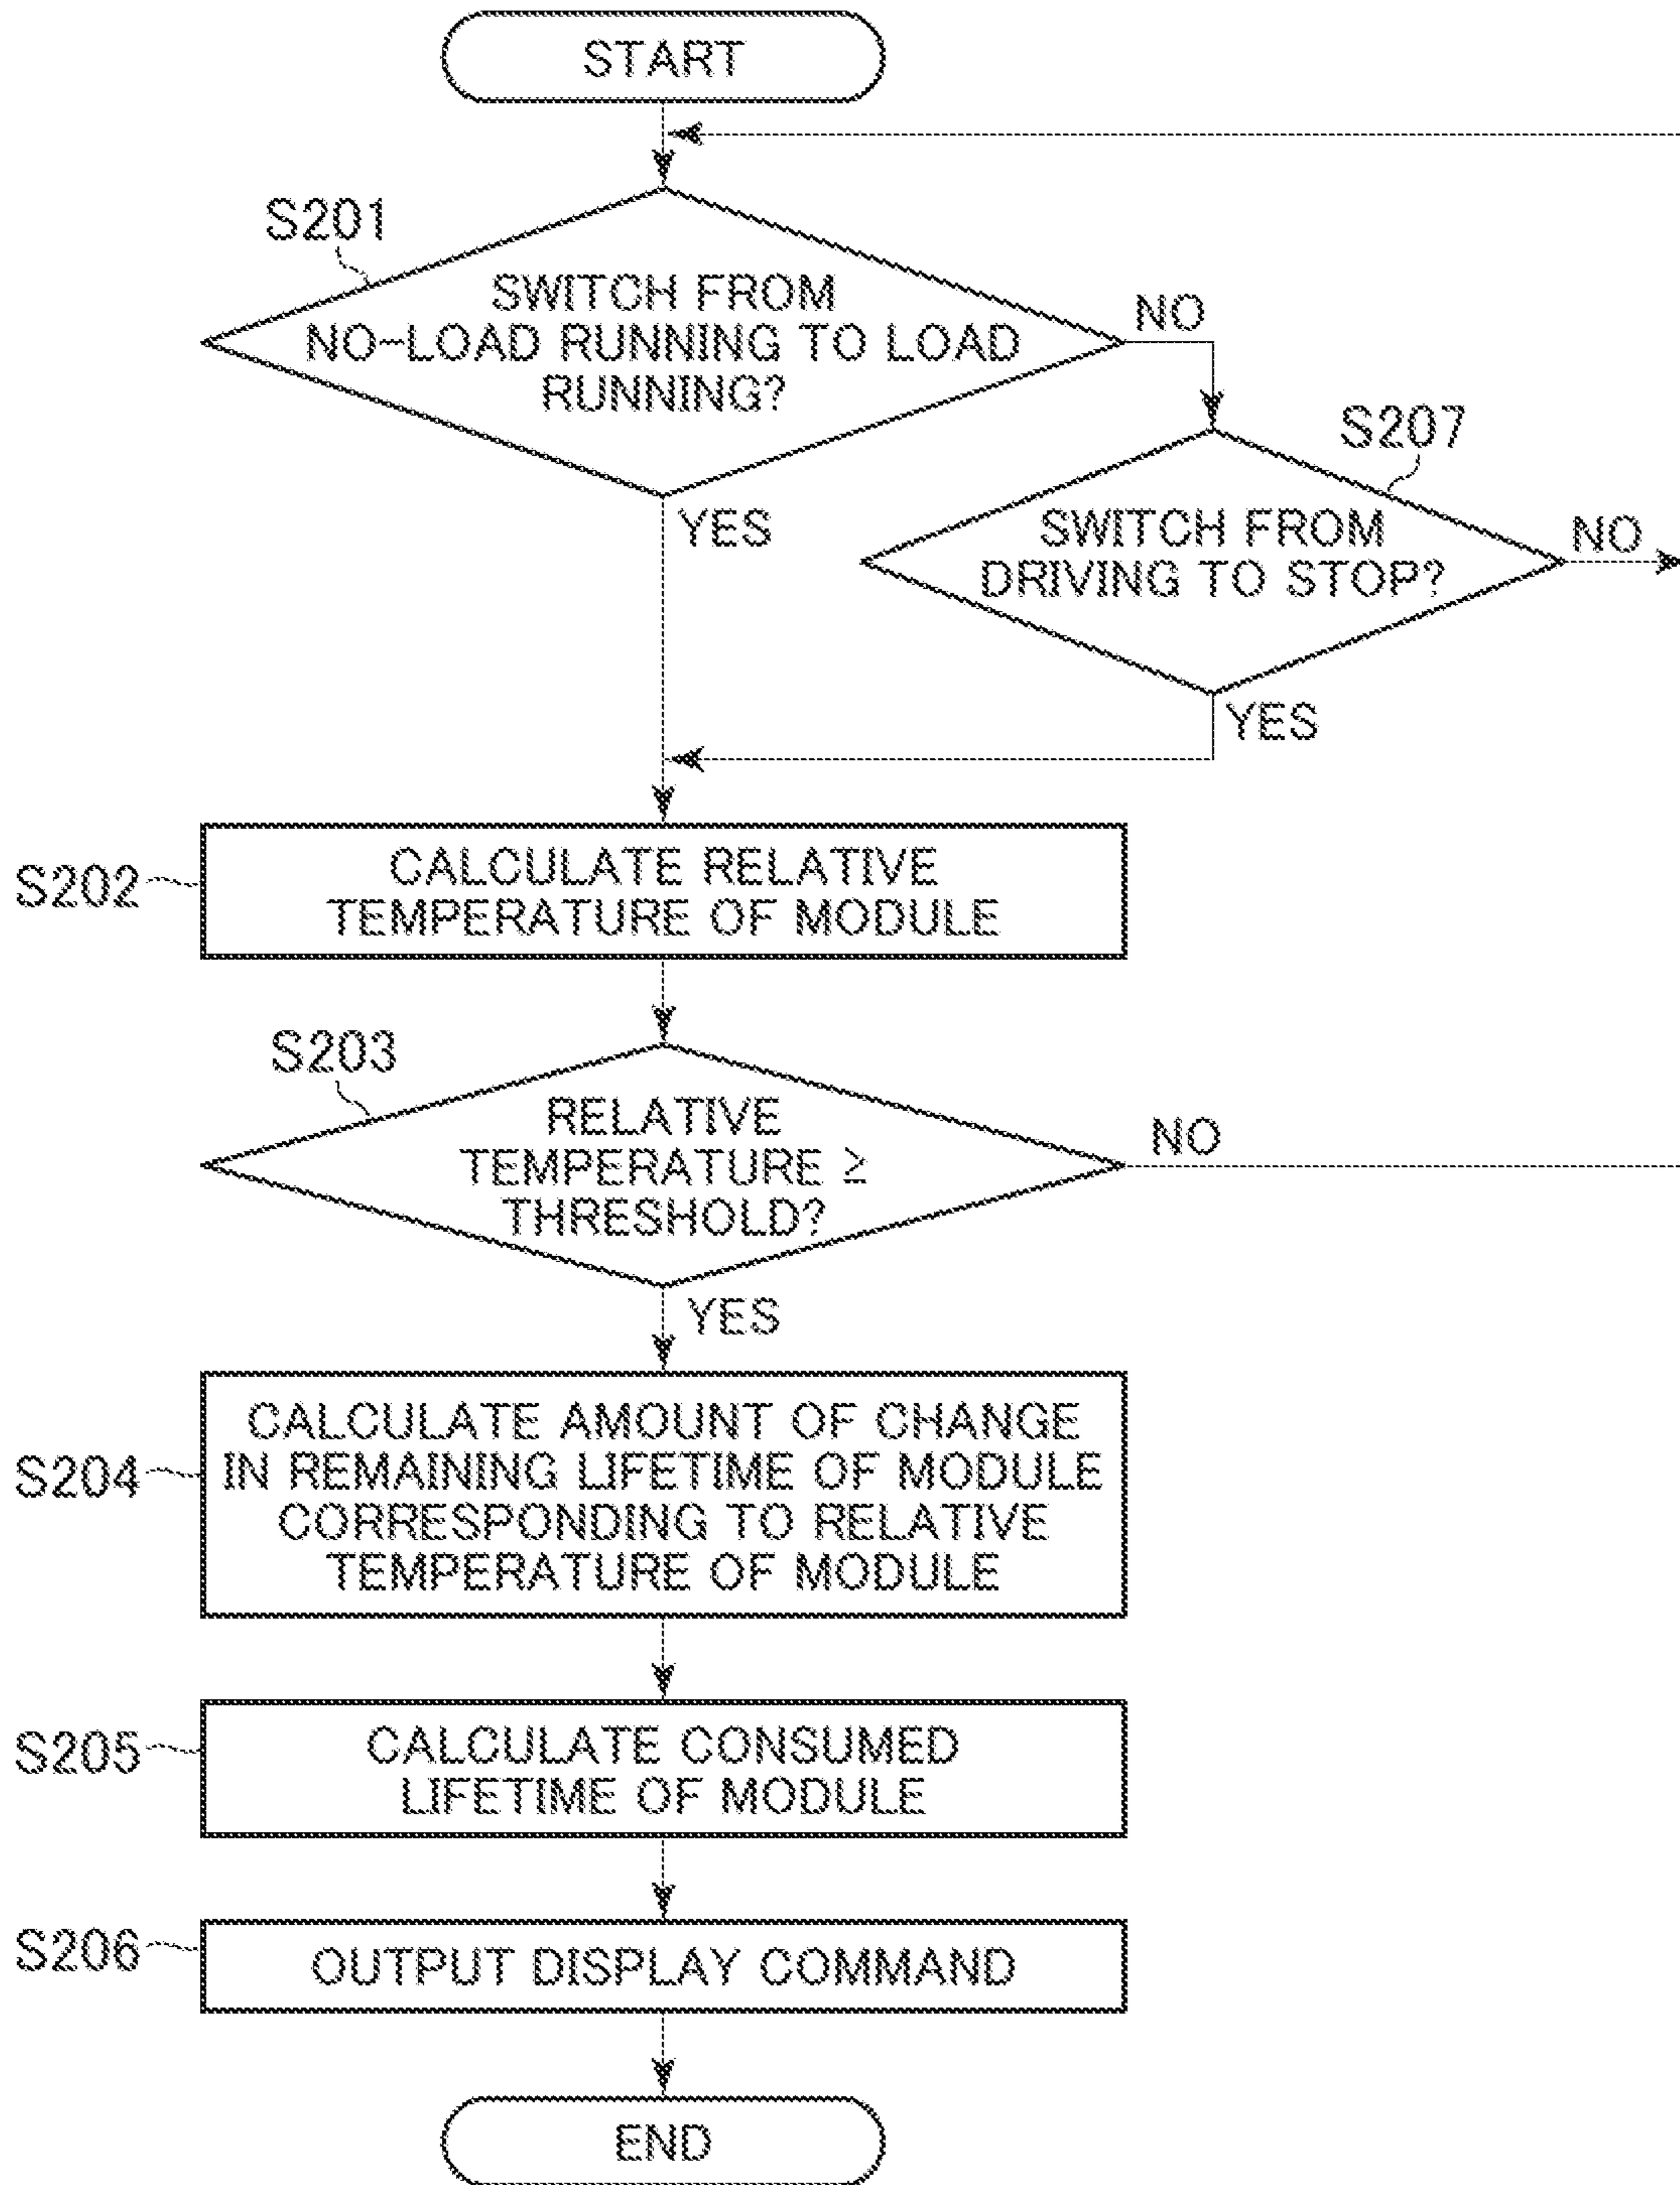 START
S201
SWITCH FROM
NO-LOAD RUNNING TO LOAD
RUNNING?
NO
YES
S207
SWITCH FROM
DRIVING TO STOP?
NO
YES
S202
CALCULATE RELATIVE
TEMPERATURE OF MODULE
S203
RELATIVE
TEMPERATURE ≥
THRESHOLD?
NO
YES
S204
CALCULATE AMOUNT OF CHANGE
IN REMAINING LIFETIME OF MODULE
CORRESPONDING TO RELATIVE
TEMPERATURE OF MODULE
S205
CALCULATE CONSUMED
LIFETIME OF MODULE
S206
OUTPUT DISPLAY COMMAND
END